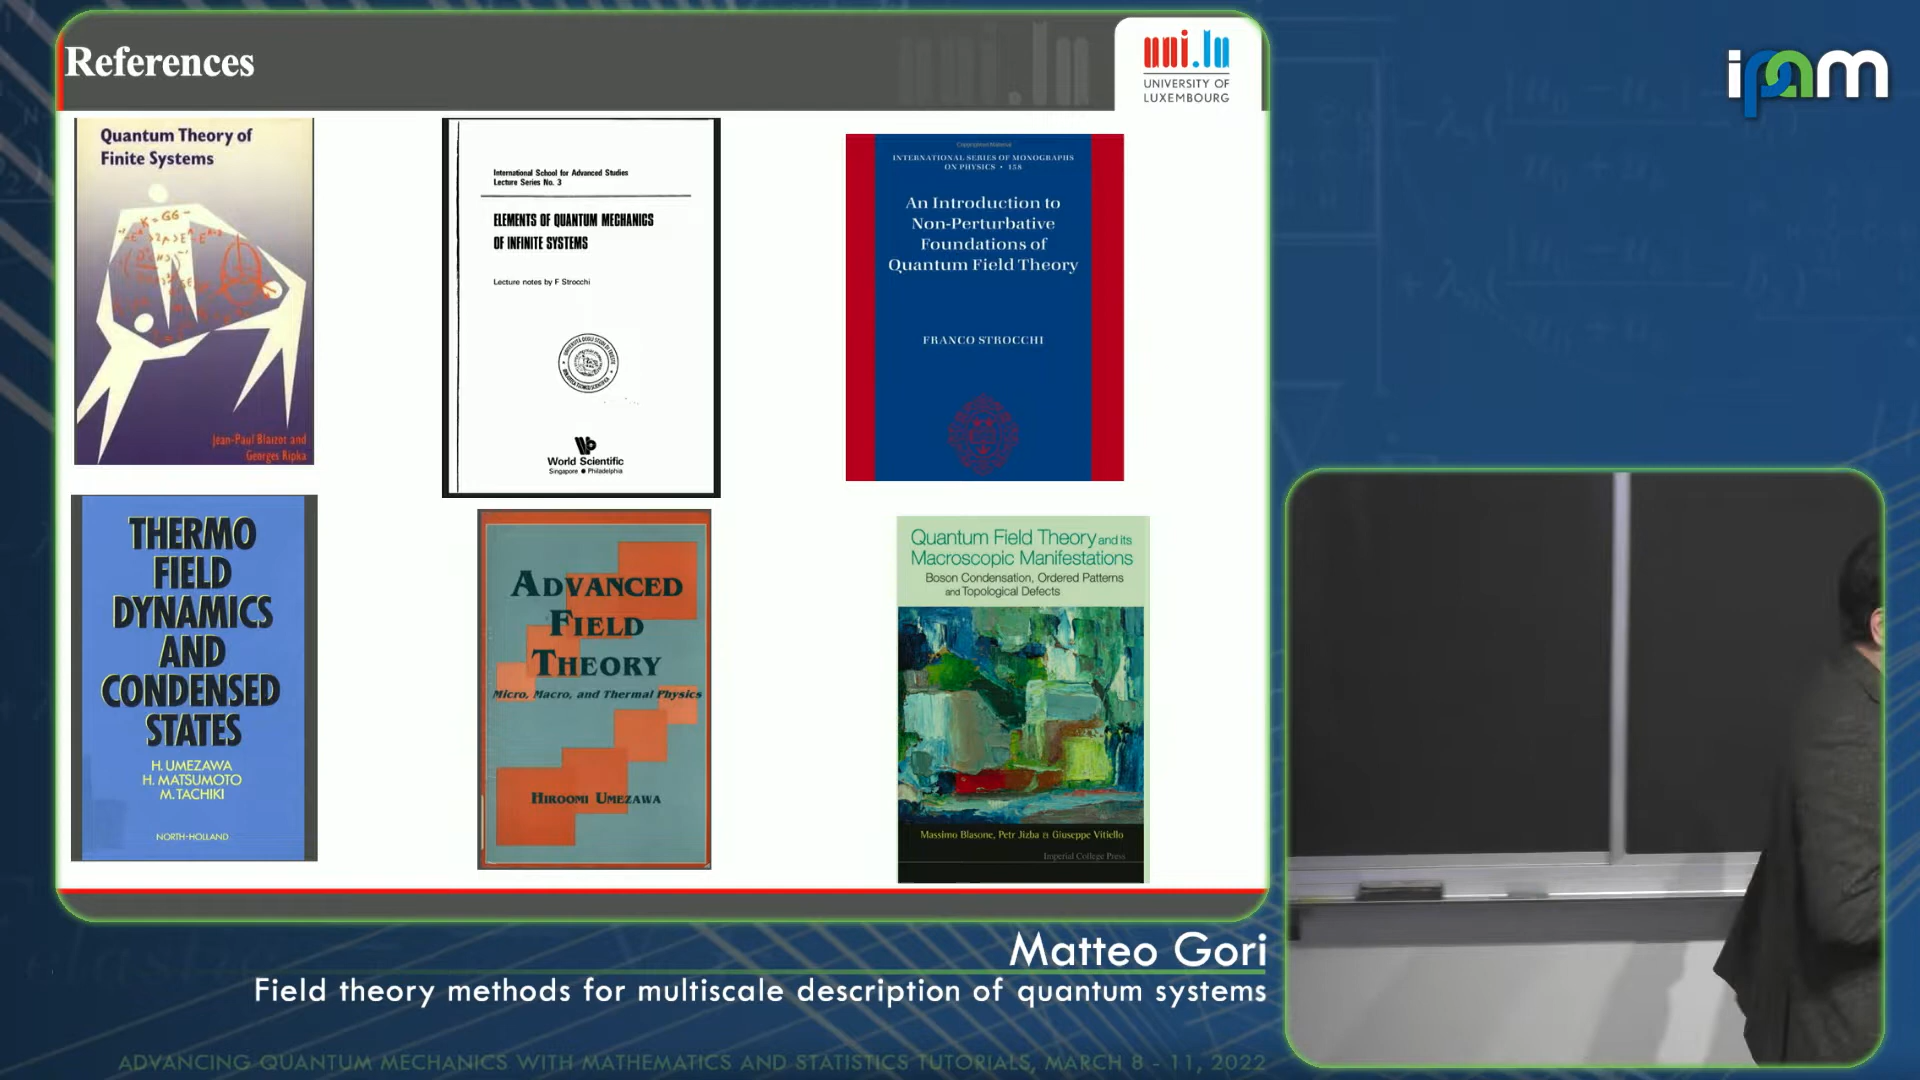 References
uni.lu
UNIVERSITY OF
LUXEMBOURG
ipam
Quantum Theory of
Finite Systems
Jean-Paul Blaizot and
Georges Ripka
International School for Advanced Studies
Lecture Series No. 3
ELEMENTS OF QUANTUM MECHANICS
OF INFINITE SYSTEMS
Lecture notes by F Strocchi
World Scientific
Singapore ● Philadelphia
Copyrighted Material
INTERNATIONAL SERIES OF MONOGRAPHS
ON PHYSICS • 158
An Introduction to
Non-Perturbative
Foundations of
Quantum Field Theory
FRANCO STROCCHI
THERMO
FIELD
DYNAMICS
AND
CONDENSED
STATES
H. UMEZAWA
H. MATSUMOTO
M. TACHIKI
NORTH-HOLLAND
ADVANCED
FIELD
THEORY
Micro, Macro, and Thermal Physics
HIROOMI UMEZAWA
Quantum Field Theory and its
Macroscopic Manifestations
Boson Condensation, Ordered Patterns
and Topological Defects
Massimo Blasone, Petr Jizba & Giuseppe Vitiello
Imperial College Press
Matteo Gori
Field theory methods for multiscale description of quantum systems
ADVANCING QUANTUM MECHANICS WITH MATHEMATICS AND STATISTICS TUTORIALS, MARCH 8 - 11, 2022